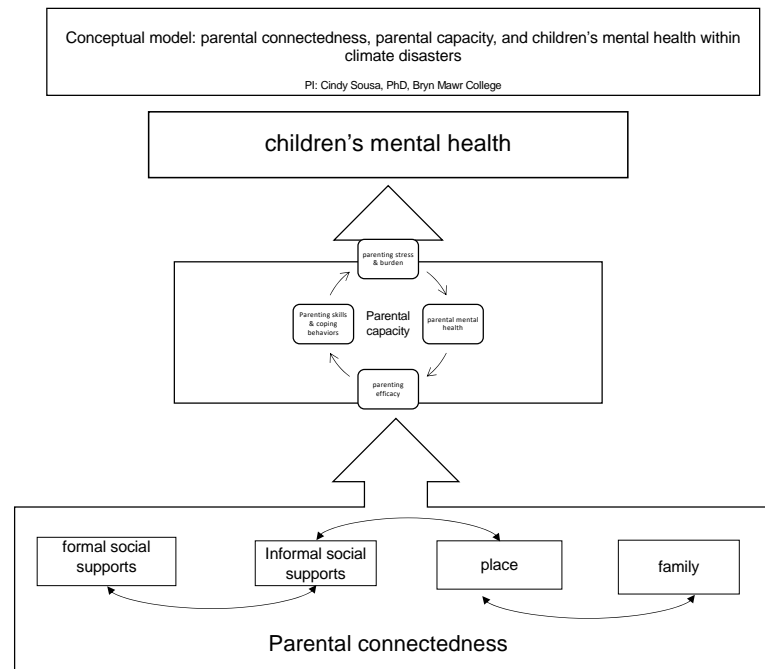 Conceptual model: parental connectedness, parental capacity, and children’s mental health within
climate disasters
PI: Cindy Sousa, PhD, Bryn Mawr College
children’s mental health
parenting stress
& burden
Parenting skills
& coping
behaviors
Parental
capacity
parental mental
health
parenting
efficacy
formal social
supports
Informal social
supports
place
family
Parental connectedness